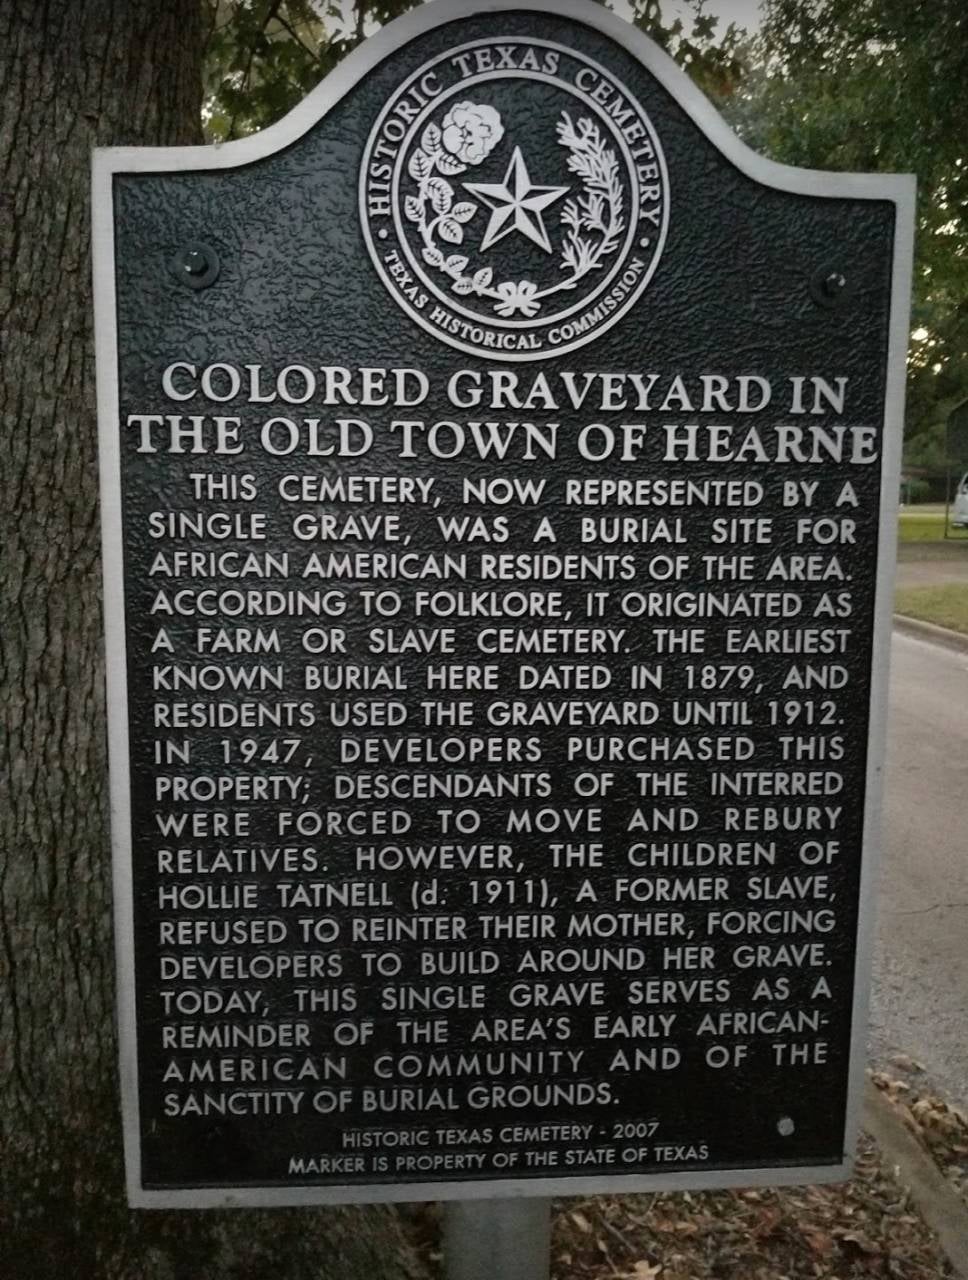 HISTORIC TEXAS CEMETERY
• TEXAS HISTORICAL COMMISSION •
COLORED GRAVEYARD IN
THE OLD TOWN OF HEARNE
THIS CEMETERY, NOW REPRESENTED BY A
SINGLE GRAVE, WAS A BURIAL SITE FOR
AFRICAN AMERICAN RESIDENTS OF THE AREA.
ACCORDING TO FOLKLORE, IT ORIGINATED AS
A FARM OR SLAVE CEMETERY. THE EARLIEST
KNOWN BURIAL HERE DATED IN 1879, AND
RESIDENTS USED THE GRAVEYARD UNTIL 1912.
IN 1947, DEVELOPERS PURCHASED THIS
PROPERTY; DESCENDANTS OF THE INTERRED
WERE FORCED TO MOVE AND REBURY
RELATIVES. HOWEVER, THE CHILDREN OF
HOLLIE TATNELL (d. 1911), A FORMER SLAVE,
REFUSED TO REINTER THEIR MOTHER, FORCING
DEVELOPERS TO BUILD AROUND HER GRAVE.
TODAY, THIS SINGLE GRAVE SERVES AS A
REMINDER OF THE AREA'S EARLY AFRICAN-
AMERICAN COMMUNITY AND OF THE
SANCTITY OF BURIAL GROUNDS.
HISTORIC TEXAS CEMETERY - 2007
MARKER IS PROPERTY OF THE STATE OF TEXAS